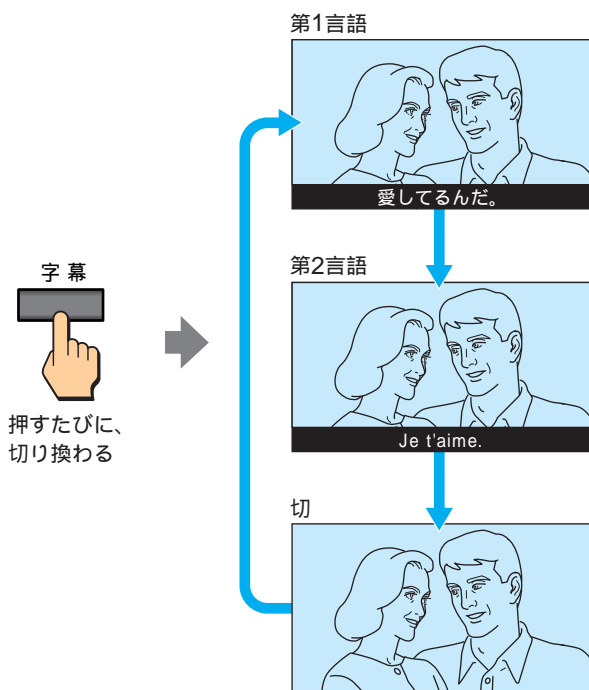 字幕
押すたびに、
切り換わる
第1言語
愛してるんだ。
第2言語
Je t'aime.
切